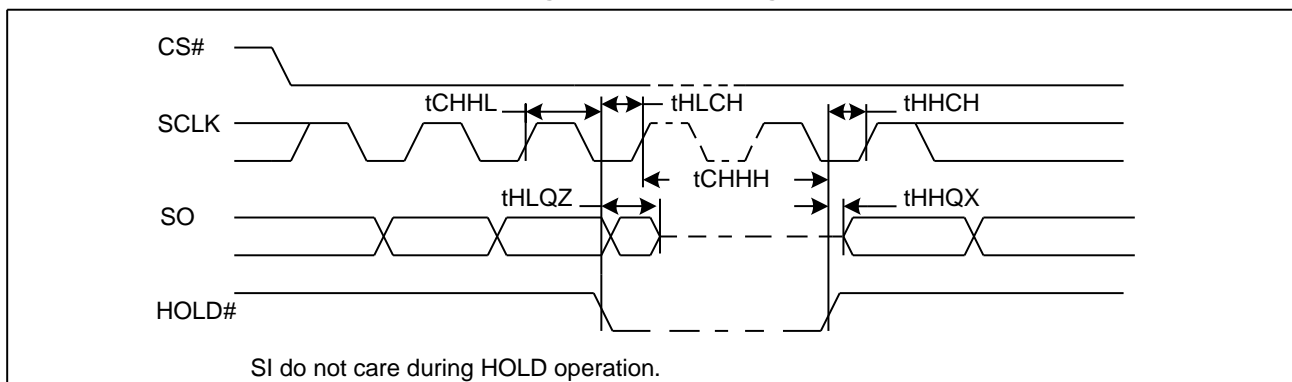 CS#
tCHHL
tHLCH
tHHCH
SCLK
tCHHH
tHLQZ
tHHQX
SO
HOLD#
SI do not care during HOLD operation.